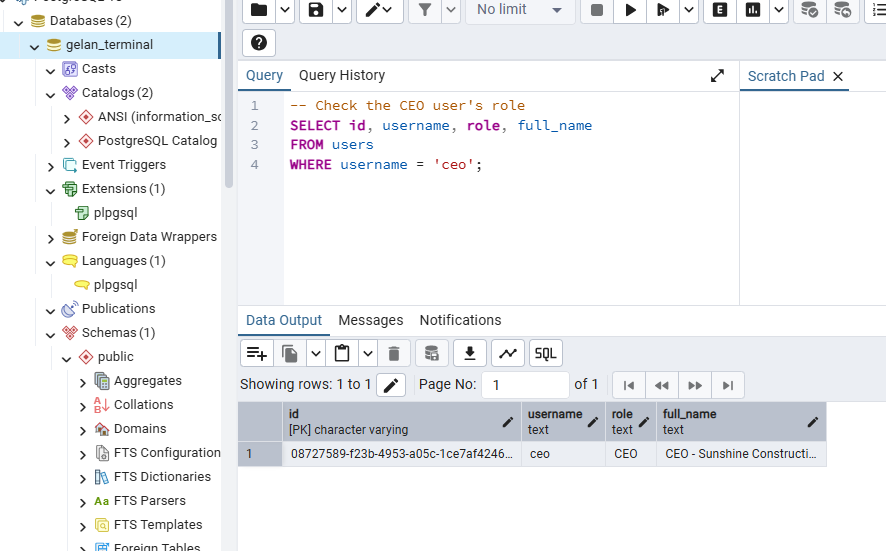 Databases (2)
gelan_terminal
Casts
Catalogs (2)
ANSI (information_sc
PostgreSQL Catalog
Event Triggers
Extensions (1)
plpgsql
Foreign Data Wrappers
Languages (1)
plpgsql
Publications
Schemas (1)
public
Aggregates
Collations
Domains
FTS Configuration
FTS Dictionaries
FTS Parsers
FTS Templates
Foreign Tables
No limit
E
Query
Query History
Scratch Pad
1 -- Check the CEO user's role
2 SELECT id, username, role, full_name
3 FROM users
4 WHERE username = 'ceo';
Data Output Messages Notifications
SQL
Showing rows: 1 to 1 Page No: 1 of 1
id username role full_name
[PK] character varying text text text
1 08727589-f23b-4953-a05c-1ce7af4246... ceo CEO CEO - Sunshine Constructi...